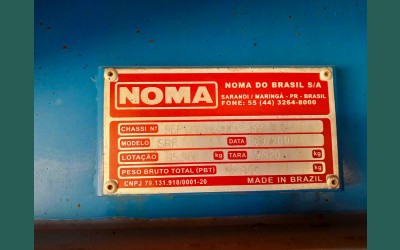 NOMA
NOMA DO BRASIL S/A
SARANDI / MARINGÁ - PR - BRASIL
FONE: 55 (44) 3264-8000
CHASSI Nº
MODELO DATA
LOTAÇÃO kg TARA kg
PESO BRUTO TOTAL (PBT) kg
CNPJ 79.131.918/0001-20 MADE IN BRAZIL